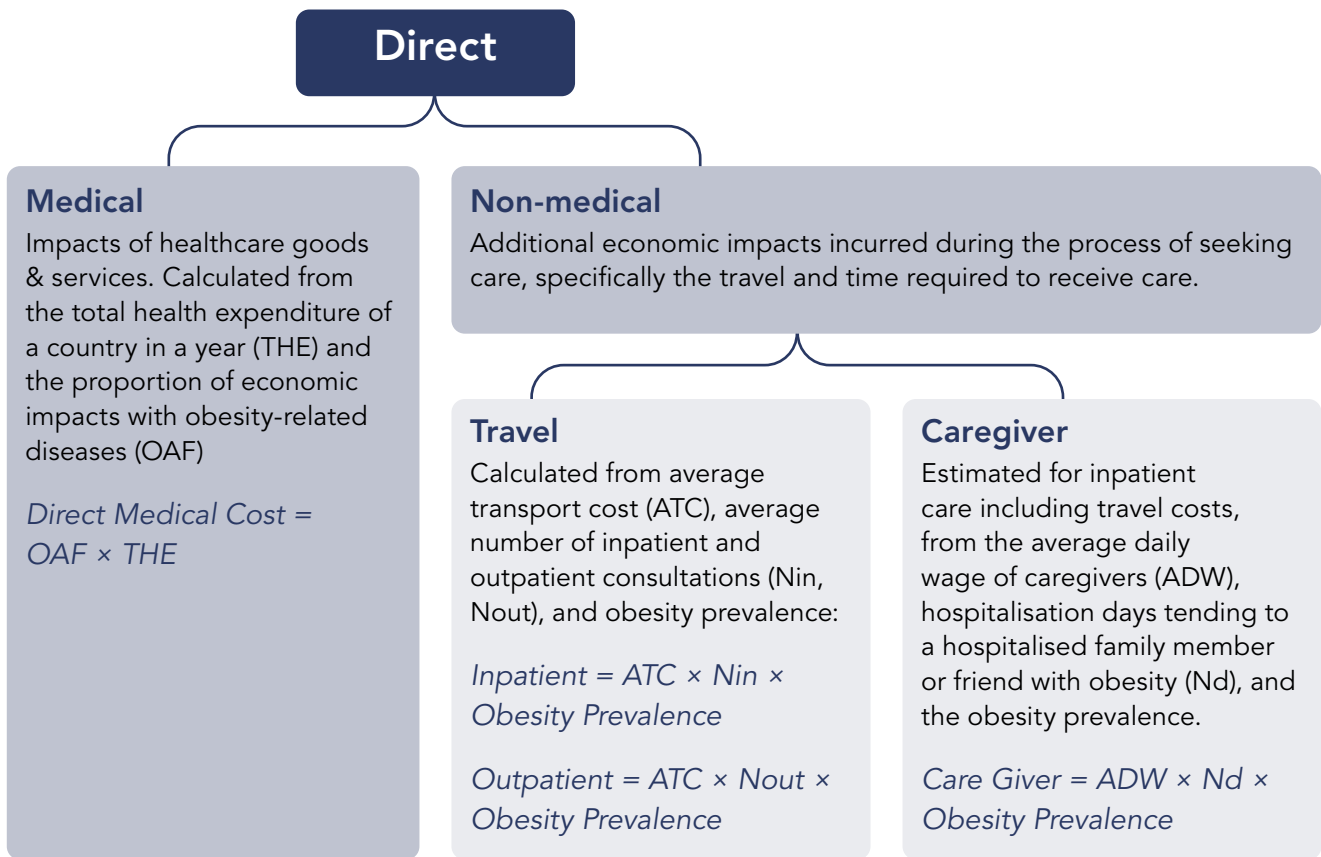 Direct
Medical
Impacts of healthcare goods
& services. Calculated from
the total health expenditure of
a country in a year (THE) and
the proportion of economic
impacts with obesity-related
diseases (OAF)
Direct Medical Cost =
OAF × THE
Non-medical
Additional economic impacts incurred during the process of seeking
care, specifically the travel and time required to receive care.
Travel
Calculated from average
transport cost (ATC), average
number of inpatient and
outpatient consultations (Nin,
Nout), and obesity prevalence:
Inpatient = ATC × Nin ×
Obesity Prevalence
Outpatient = ATC × Nout ×
Obesity Prevalence
Caregiver
Estimated for inpatient
care including travel costs,
from the average daily
wage of caregivers (ADW),
hospitalisation days tending to
a hospitalised family member
or friend with obesity (Nd), and
the obesity prevalence.
Care Giver = ADW × Nd ×
Obesity Prevalence